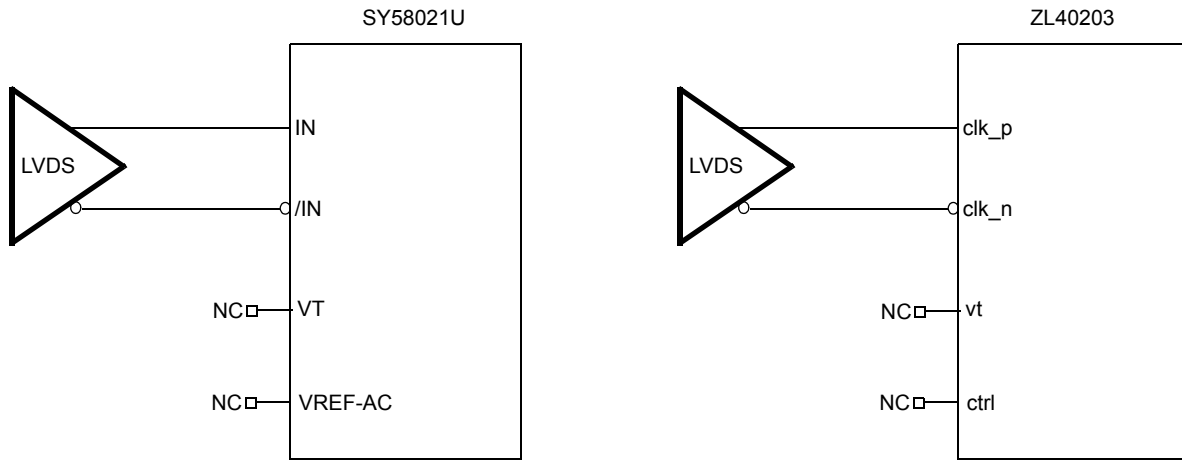 SY58021U
LVDS
IN
/IN
NC
VT
NC
VREF-AC
ZL40203
LVDS
clk_p
clk_n
NC
vt
NC
ctrl